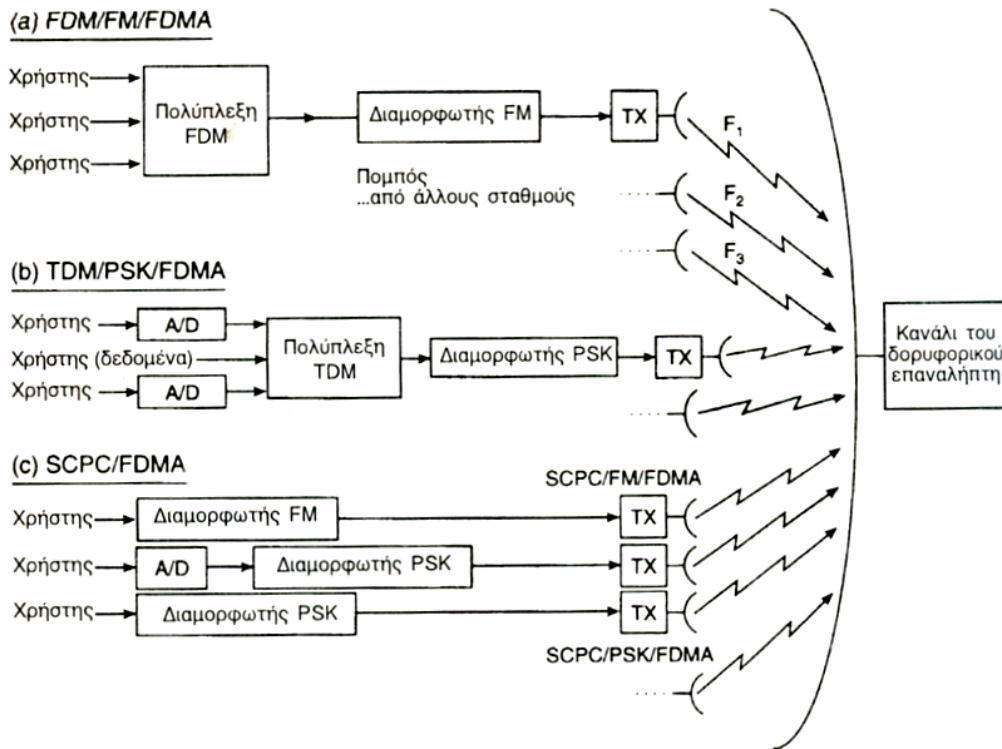 (a) FDM/FM/FDMA
Χρήστης
Χρήστης
Χρήστης
Πολύπλεξη
FDM
Διαμορφωτής FM
TX
F1
Πομπός
...από άλλους σταθμούς
F2
F3
(b) TDM/PSK/FDMA
Χρήστης
A/D
Χρήστης (δεδομένα)
Χρήστης
A/D
Πολύπλεξη
TDM
Διαμορφωτής PSK
TX
Κανάλι του
δορυφορικού
επαναλήπτη
(c) SCPC/FDMA
SCPC/FM/FDMA
Χρήστης
Διαμορφωτής FM
TX
Χρήστης
A/D
Διαμορφωτής PSK
TX
Χρήστης
Διαμορφωτής PSK
TX
SCPC/PSK/FDMA